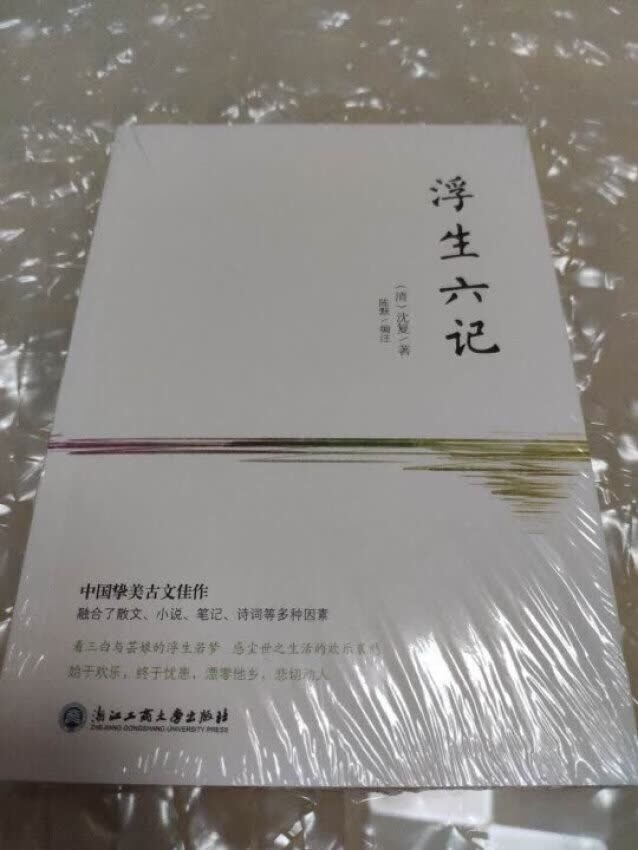 浮生六记
（清）沈复／著
陈默／编注
中国挚美古文佳作
融合了散文、小说、笔记、诗词等多种因素
看三白与芸娘的浮生若梦 感尘世之生活的欢乐哀愁
始于欢乐，终于忧患，漂零他乡，悲切动人
浙江工商大学出版社
ZHEJIANG GONGSHANG UNIVERSITY PRESS